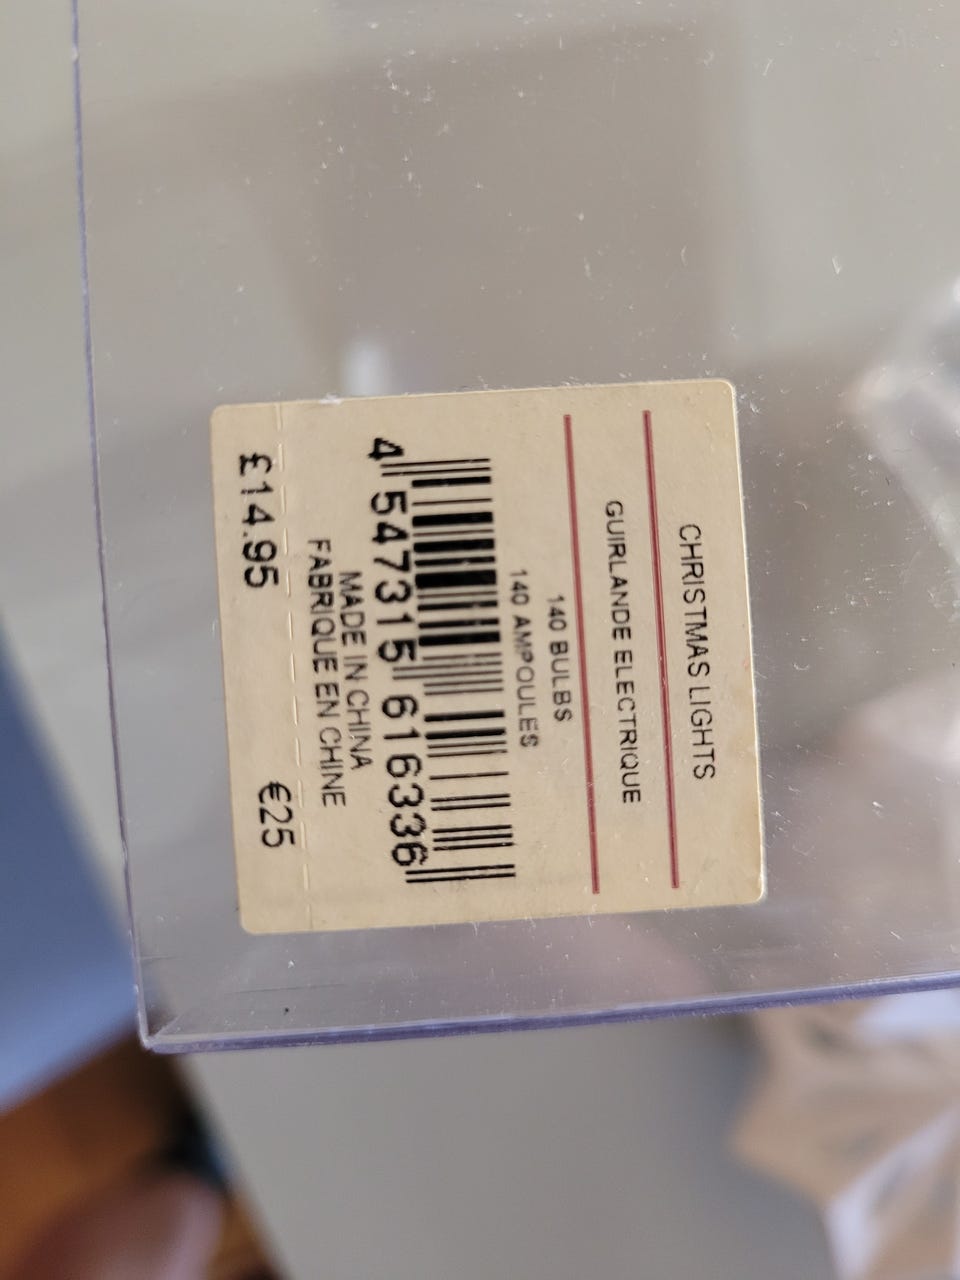 CHRISTMAS LIGHTS
GUIRLANDE ELECTRIQUE
140 BULBS
140 AMPOULES
4 547315 616336
MADE IN CHINA
FABRIQUE EN CHINE
£14.95 €25